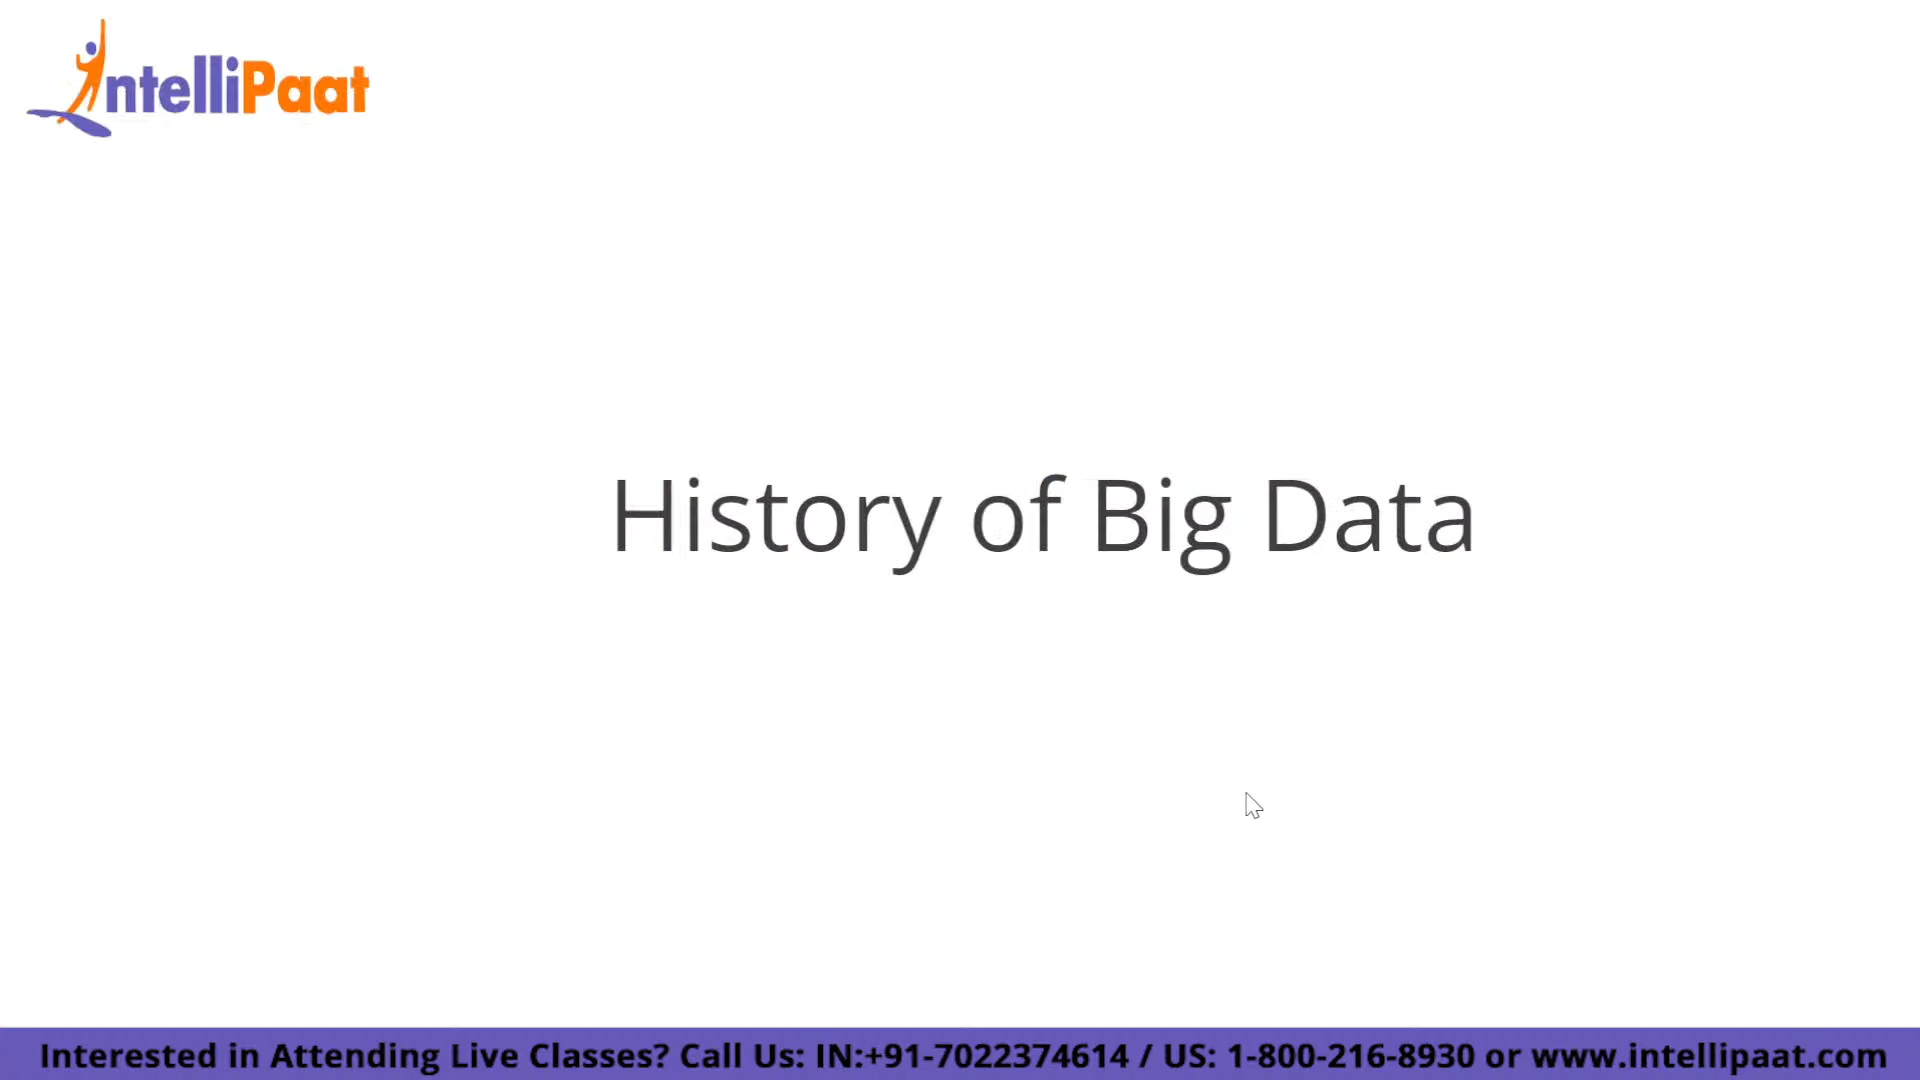 IntelliPaat
History of Big Data
Interested in Attending Live Classes? Call Us: IN:+91-7022374614 / US: 1-800-216-8930 or www.intellipaat.com